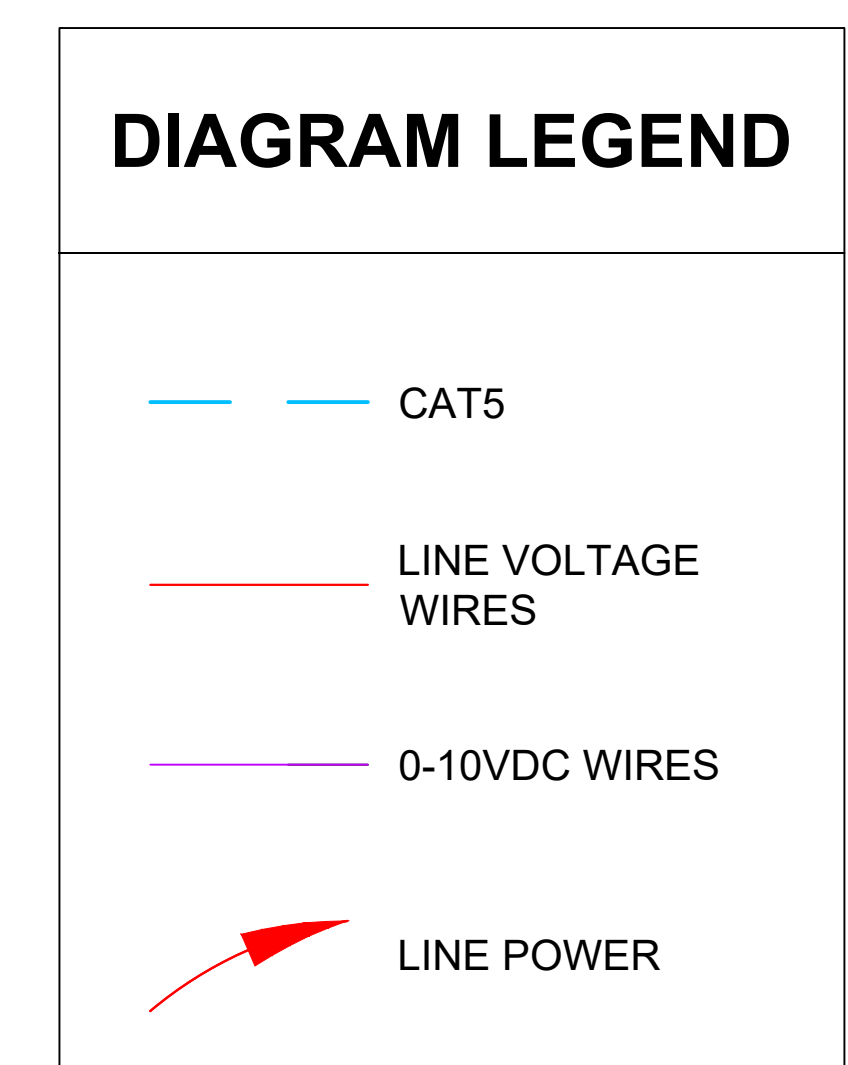 DIAGRAM LEGEND
CAT5
LINE VOLTAGE
WIRES
0-10VDC WIRES
LINE POWER